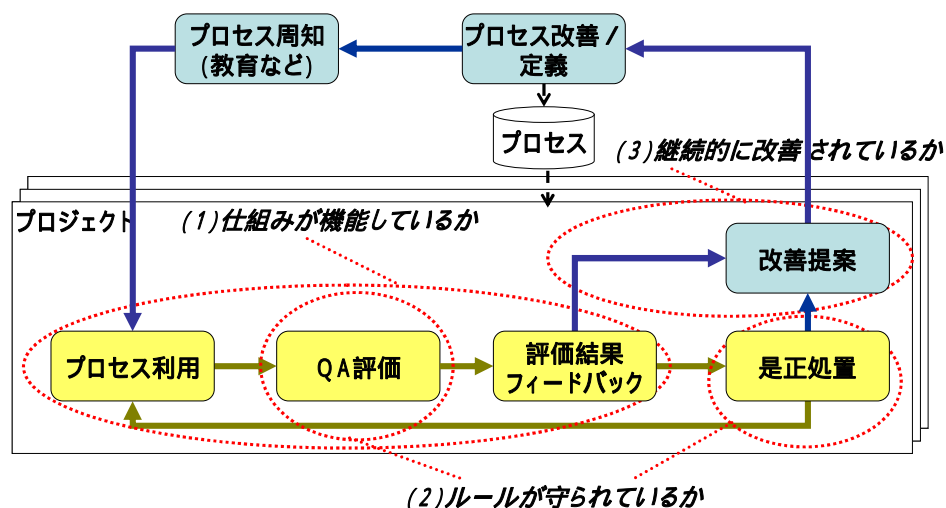 プロセス周知
(教育など)
プロセス改善/
定義
プロセス
(3)継続的に改善されているか
プロジェクト
(1)仕組みが機能しているか
改善提案
プロセス利用
QA評価
評価結果
フィードバック
是正処置
(2)ルールが守られているか